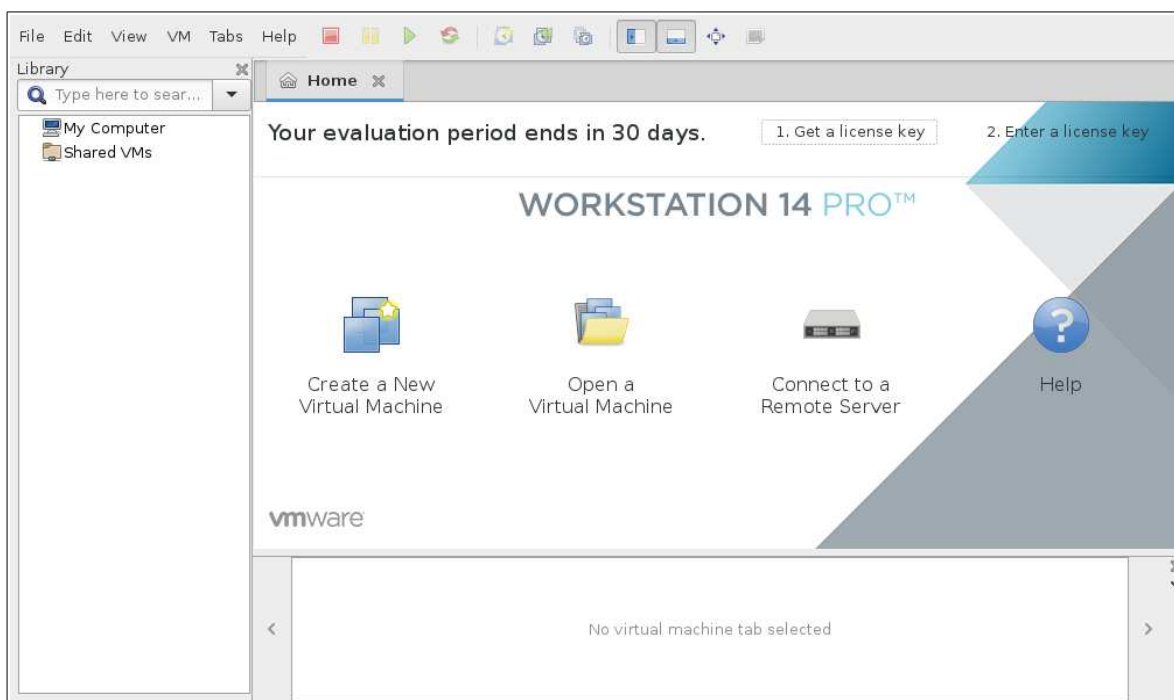 File Edit View VM Tabs Help
Library
Type here to sear...
My Computer
Shared VMs
Home
Your evaluation period ends in 30 days.
1. Get a license key
2. Enter a license key
WORKSTATION 14 PRO™
Create a New
Virtual Machine
Open a
Virtual Machine
Connect to a
Remote Server
?
Help
vmware
No virtual machine tab selected